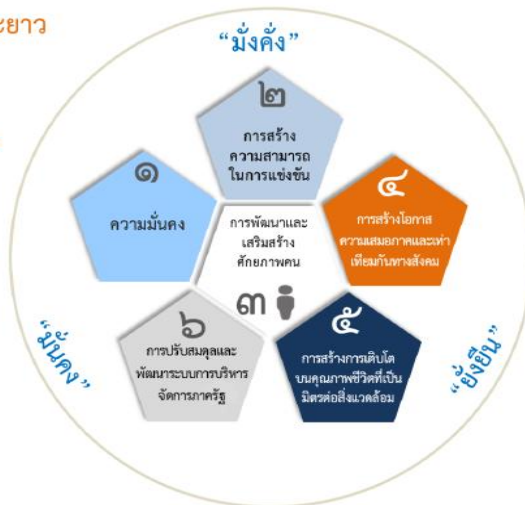 ะยาว
“มั่งคั่ง”
๒
การสร้าง
ความสามารถ
ในการแข่งขัน
๑
ความมั่นคง
๔
การสร้างโอกาส
ความเสมอภาคและเท่า
เทียมกันทางสังคม
การพัฒนาและ
เสริมสร้าง
ศักยภาพคน
๓
๖
การปรับสมดุลและ
พัฒนาระบบการบริหาร
จัดการภาครัฐ
๕
การสร้างการเติบโต
บนคุณภาพชีวิตที่เป็น
มิตรต่อสิ่งแวดล้อม
“มั่นคง”
“ยั่งยืน”